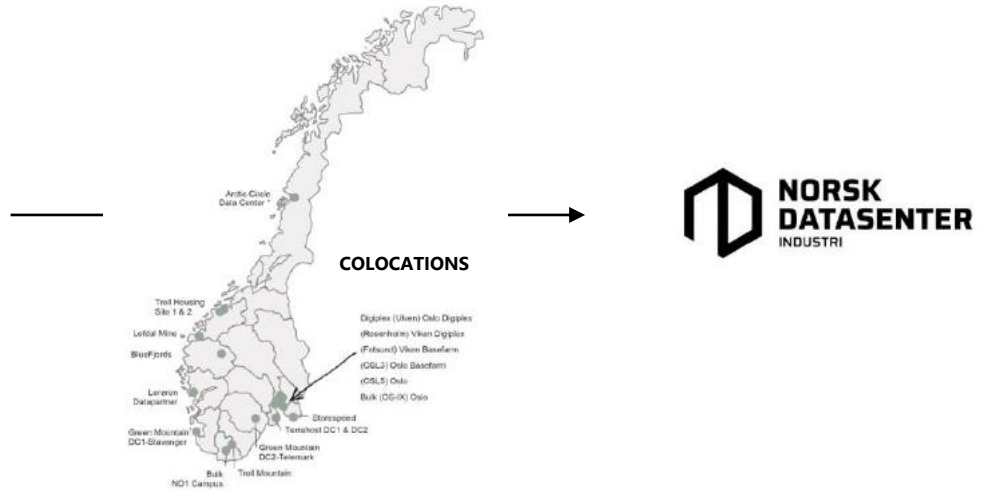 Arctic Circle
Data Center *
COLOCATIONS
Troll Housing
Site 1 & 2
Lefdal Mine
BlueFjords
Digiplex (Ulven) Oslo Digiplex
(Rosenholm) Viken Digiplex
(Fetsund) Viken Basefarm
(OSL3) Oslo Basefarm
(OSL5) Oslo
Bulk (OS-IX) Oslo
Datapartner
Storespeed
Terrahost DC1 & DC2
Green Mountain
DC1-Stavanger
Green Mountain
DC2-Telemark
Bulk
NO1 Campus
Troll Mountain
NORSK
DATASENTER
INDUSTRI